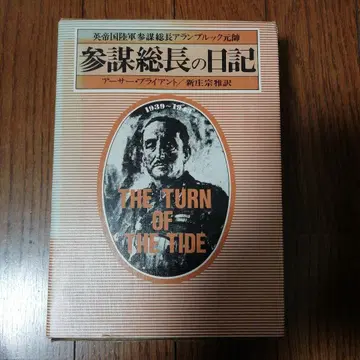 英帝国陸軍参謀総長アランブルック元帥
参謀総長の日記
アーサー・ブライアント/新庄宗雅訳
THE TURN
OF
THE TIDE